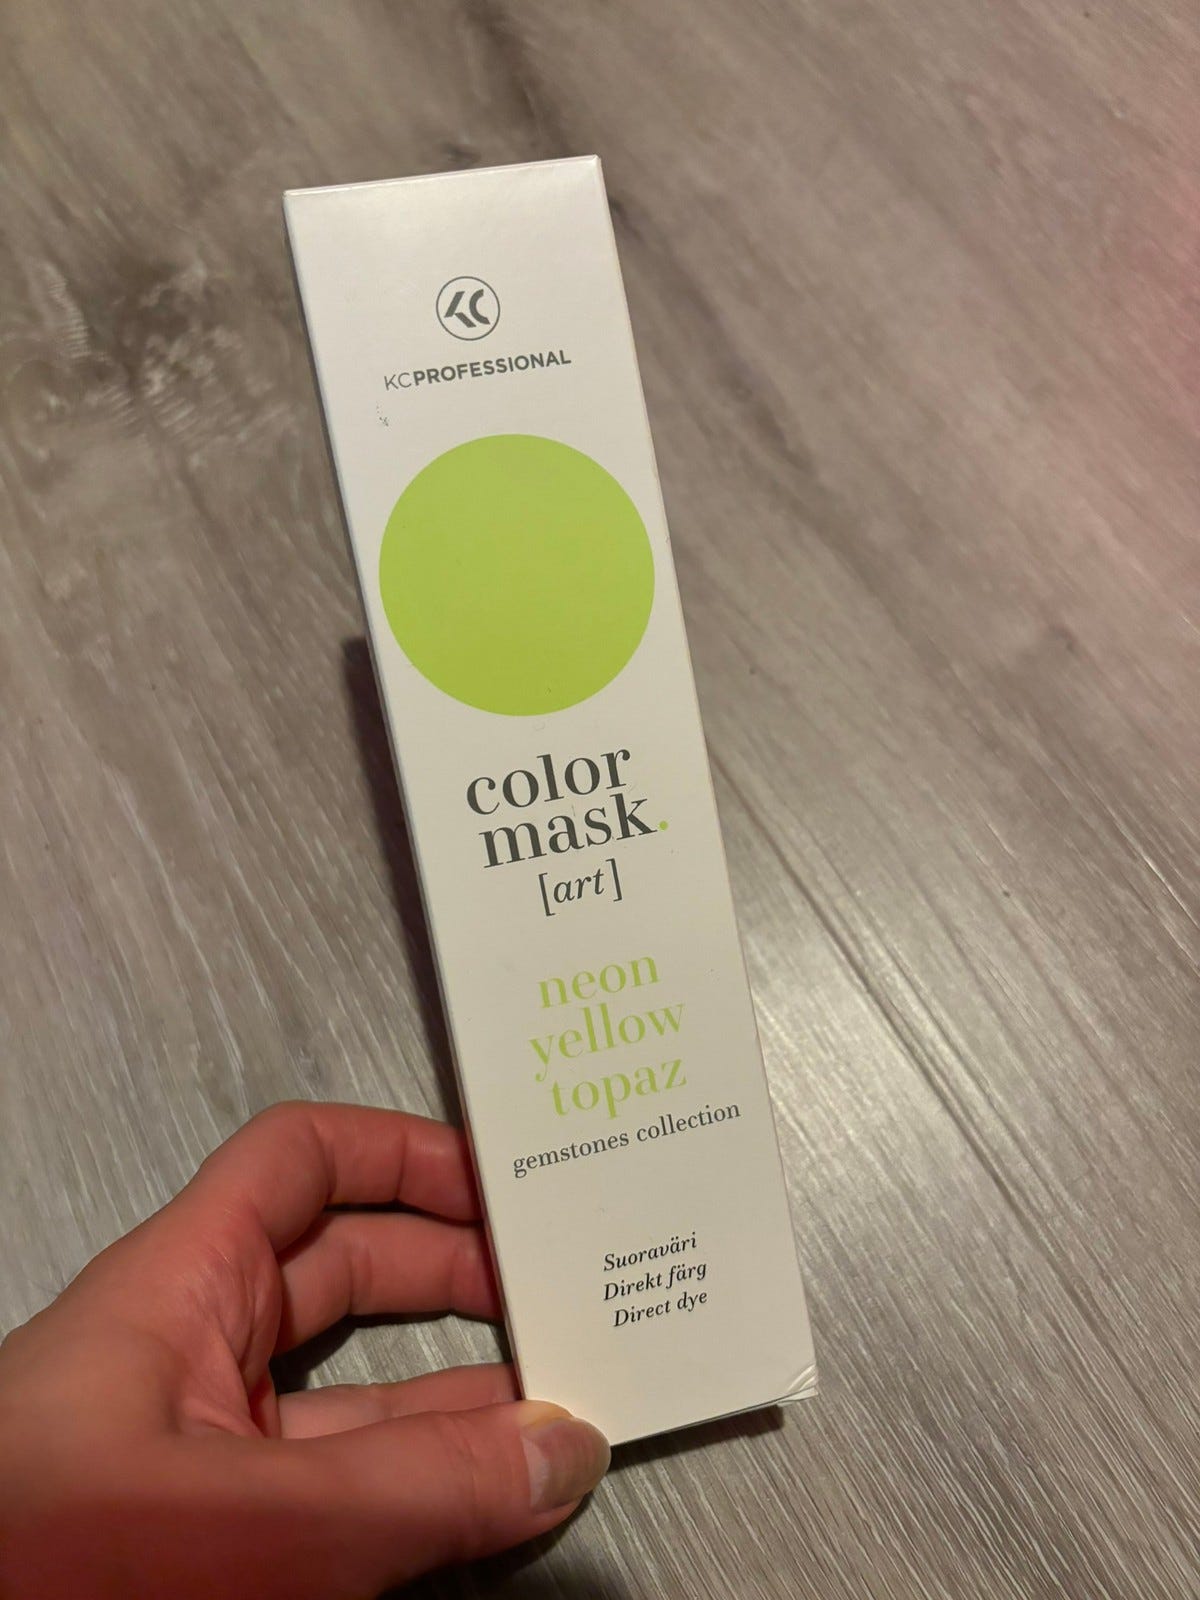 KC
KCPROFESSIONAL
color
mask.
[art]
neon
yellow
topaz
gemstones collection
Suoraväri
Direkt färg
Direct dye